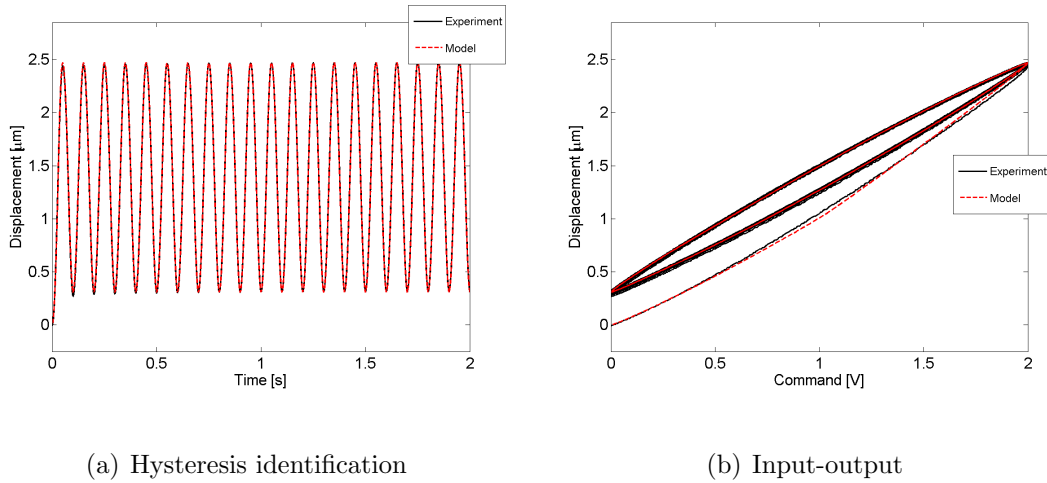 Experiment
Model
2.5
2
1.5
1
0.5
0
Displacement [μm]
0
0.5
1
1.5
2
Time [s]
(a) Hysteresis identification
Experiment
Model
2.5
2
1.5
1
0.5
0
Displacement [μm]
0
0.5
1
1.5
2
Command [V]
(b) Input-output